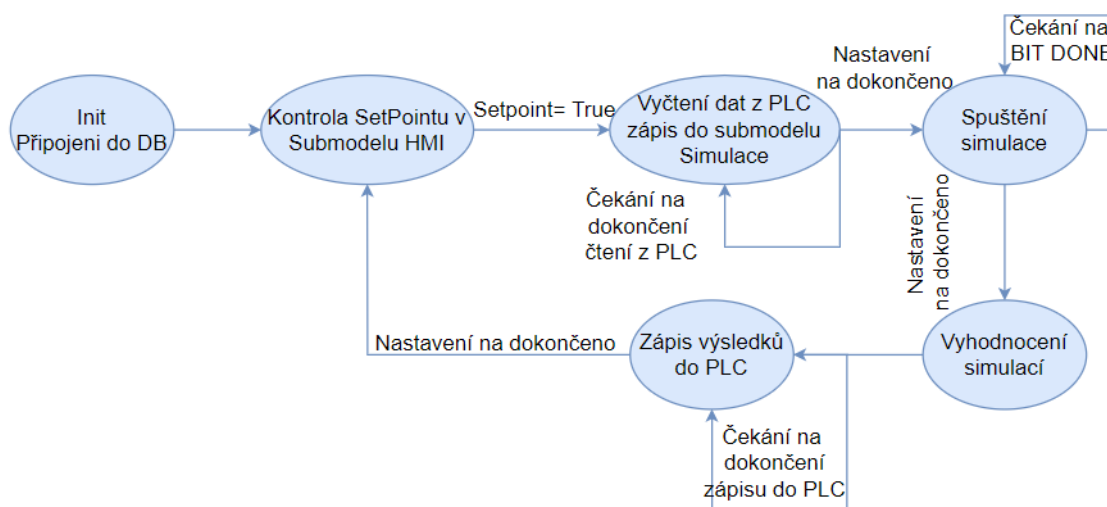 Init
Připojeni do DB
Kontrola SetPointu v
Submodelu HMI
Setpoint= True
Vyčtení dat z PLC
zápis do submodelu
Simulace
Čekání na
dokončení
čtení z PLC
Nastavení
na dokončeno
Čekání na
BIT DONE
Spuštění
simulace
Nastavení
na dokončeno
Vyhodnocení
simulací
Zápis výsledků
do PLC
Čekání na
dokončení
zápisu do PLC
Nastavení na dokončeno